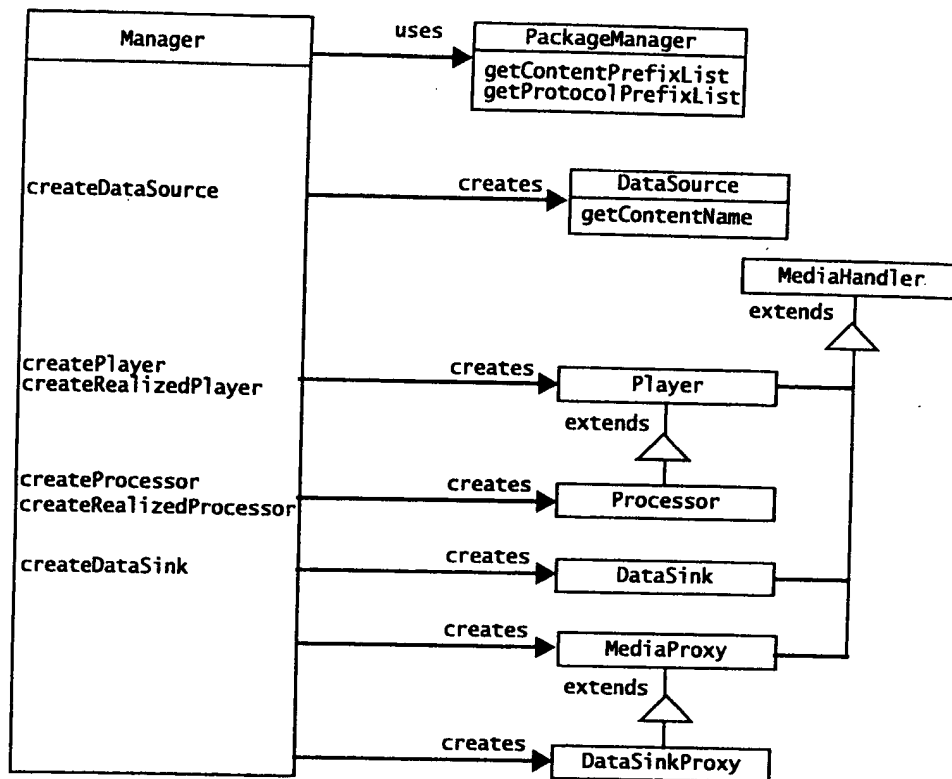 Manager
uses
PackageManager
getContentPrefixList
getProtocolPrefixList
createDataSource
creates
DataSource
getContentName
MediaHandler
extends
createPlayer
createRealizedPlayer
creates
Player
extends
createProcessor
createRealizedProcessor
creates
Processor
createDataSink
creates
DataSink
creates
MediaProxy
extends
creates
DataSinkProxy